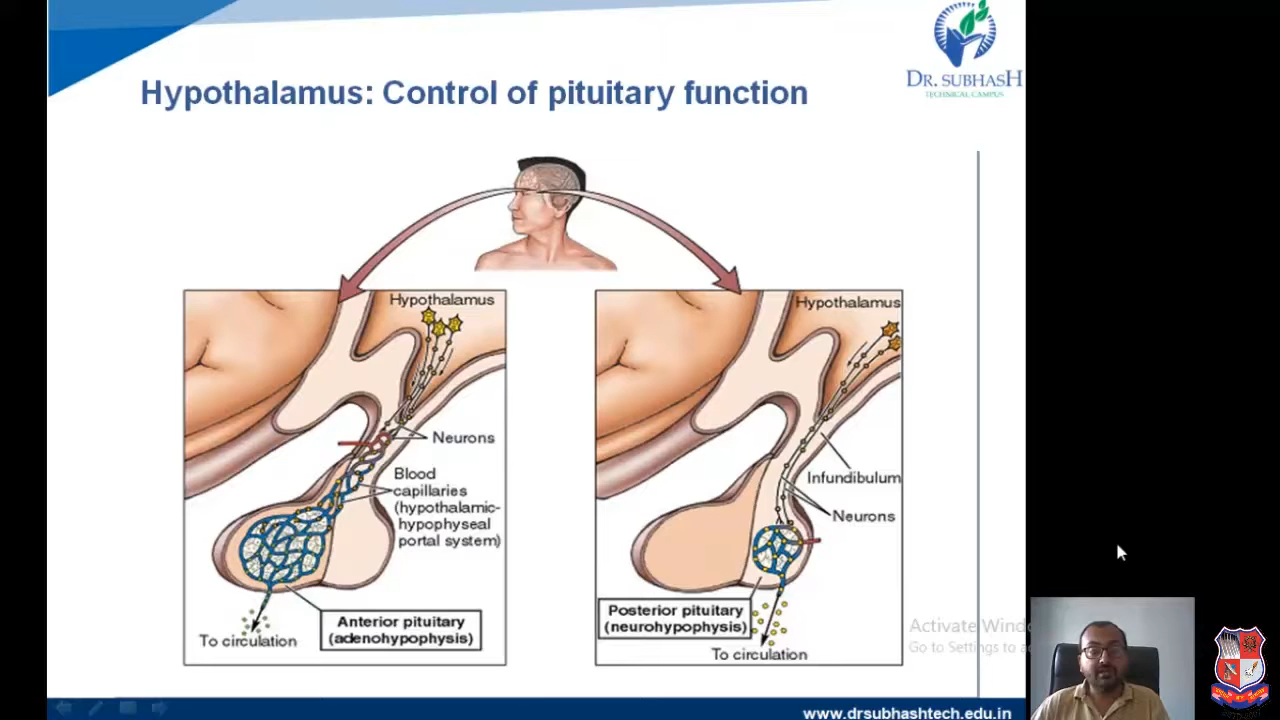 DR. SUBHASH
TECHNICAL CAMPUS
Hypothalamus: Control of pituitary function
Hypothalamus
Neurons
Blood
capillaries
(hypothalamic-
hypophyseal
portal system)
Anterior pituitary
(adenohypophysis)
To circulation
Hypothalamus
Infundibulum
Neurons
Posterior pituitary
(neurohypophysis)
To circulation
Activate Windo
Go to Settings to a
www.drsubhashtech.edu.in